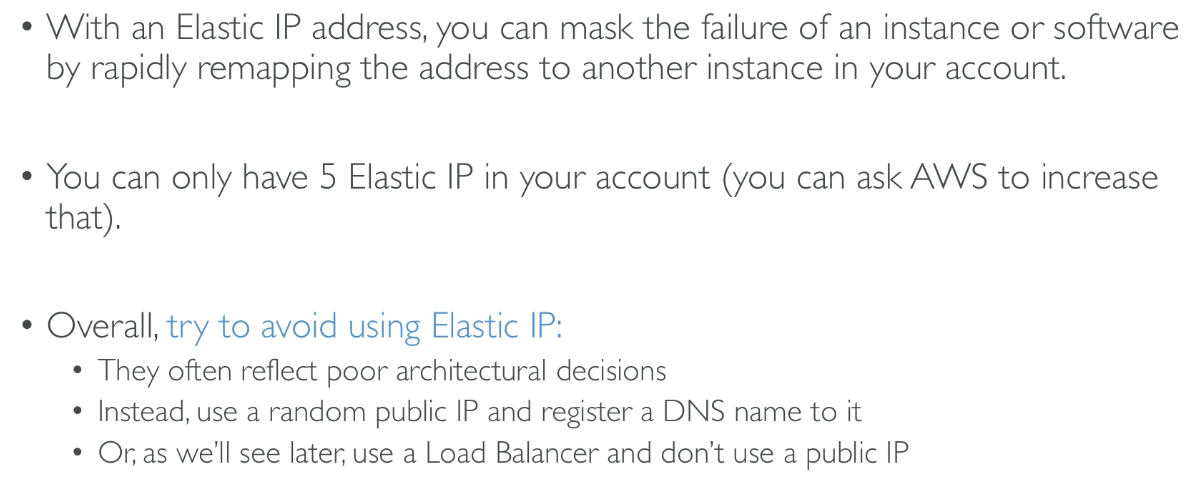 • With an Elastic IP address, you can mask the failure of an instance or software
by rapidly remapping the address to another instance in your account.
• You can only have 5 Elastic IP in your account (you can ask AWS to increase
that).
• Overall, try to avoid using Elastic IP:
• They often reflect poor architectural decisions
• Instead, use a random public IP and register a DNS name to it
• Or, as we’ll see later, use a Load Balancer and don’t use a public IP